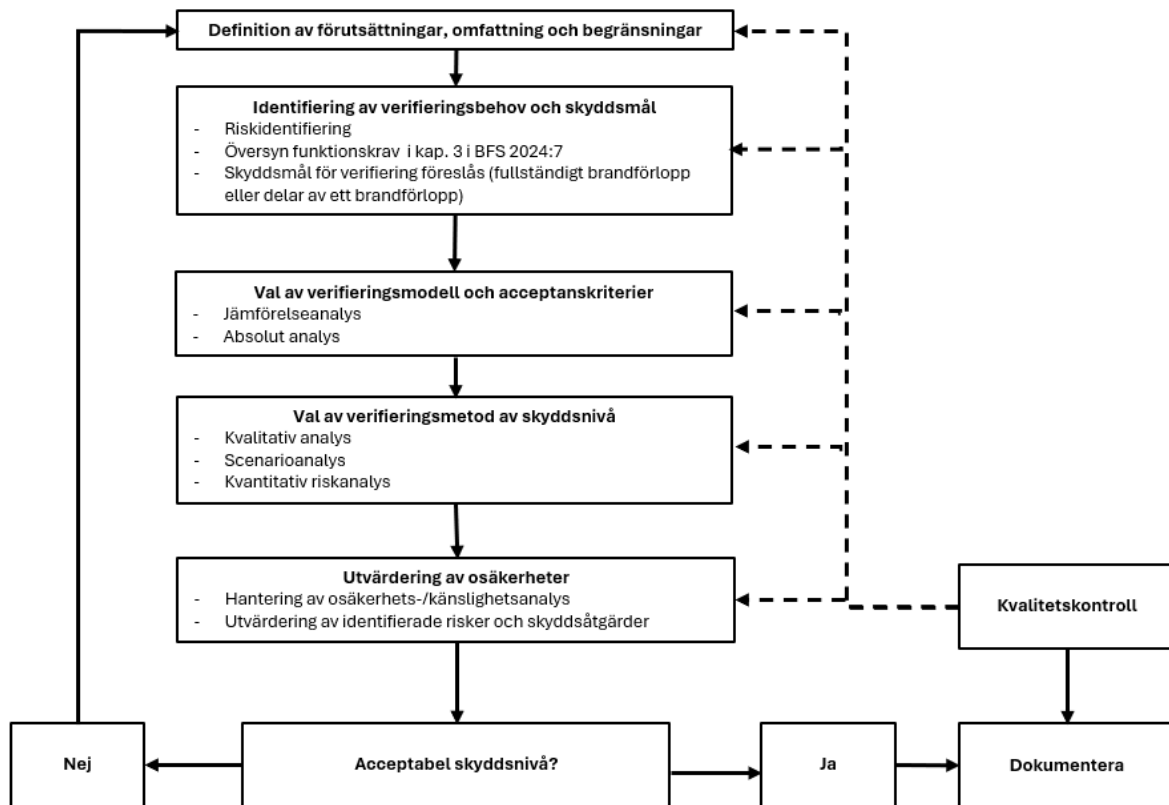 Definition av förutsättningar, omfattning och begränsningar
Identifiering av verifieringsbehov och skyddsmål
- Riskidentifiering
- Översyn funktionskrav i kap. 3 i BFS 2024:7
- Skyddsmål för verifiering föreslås (fullständigt brandförlopp
eller delar av ett brandförlopp)
Val av verifieringsmodell och acceptanskriterier
- Jämförelseanalys
- Absolut analys
Val av verifieringsmetod av skyddsnivå
- Kvalitativ analys
- Scenarioanalys
- Kvantitativ riskanalys
Utvärdering av osäkerheter
- Hantering av osäkerhets-/känslighetsanalys
- Utvärdering av identifierade risker och skyddsåtgärder
Kvalitetskontroll
Nej
Acceptabel skyddsnivå?
Ja
Dokumentera